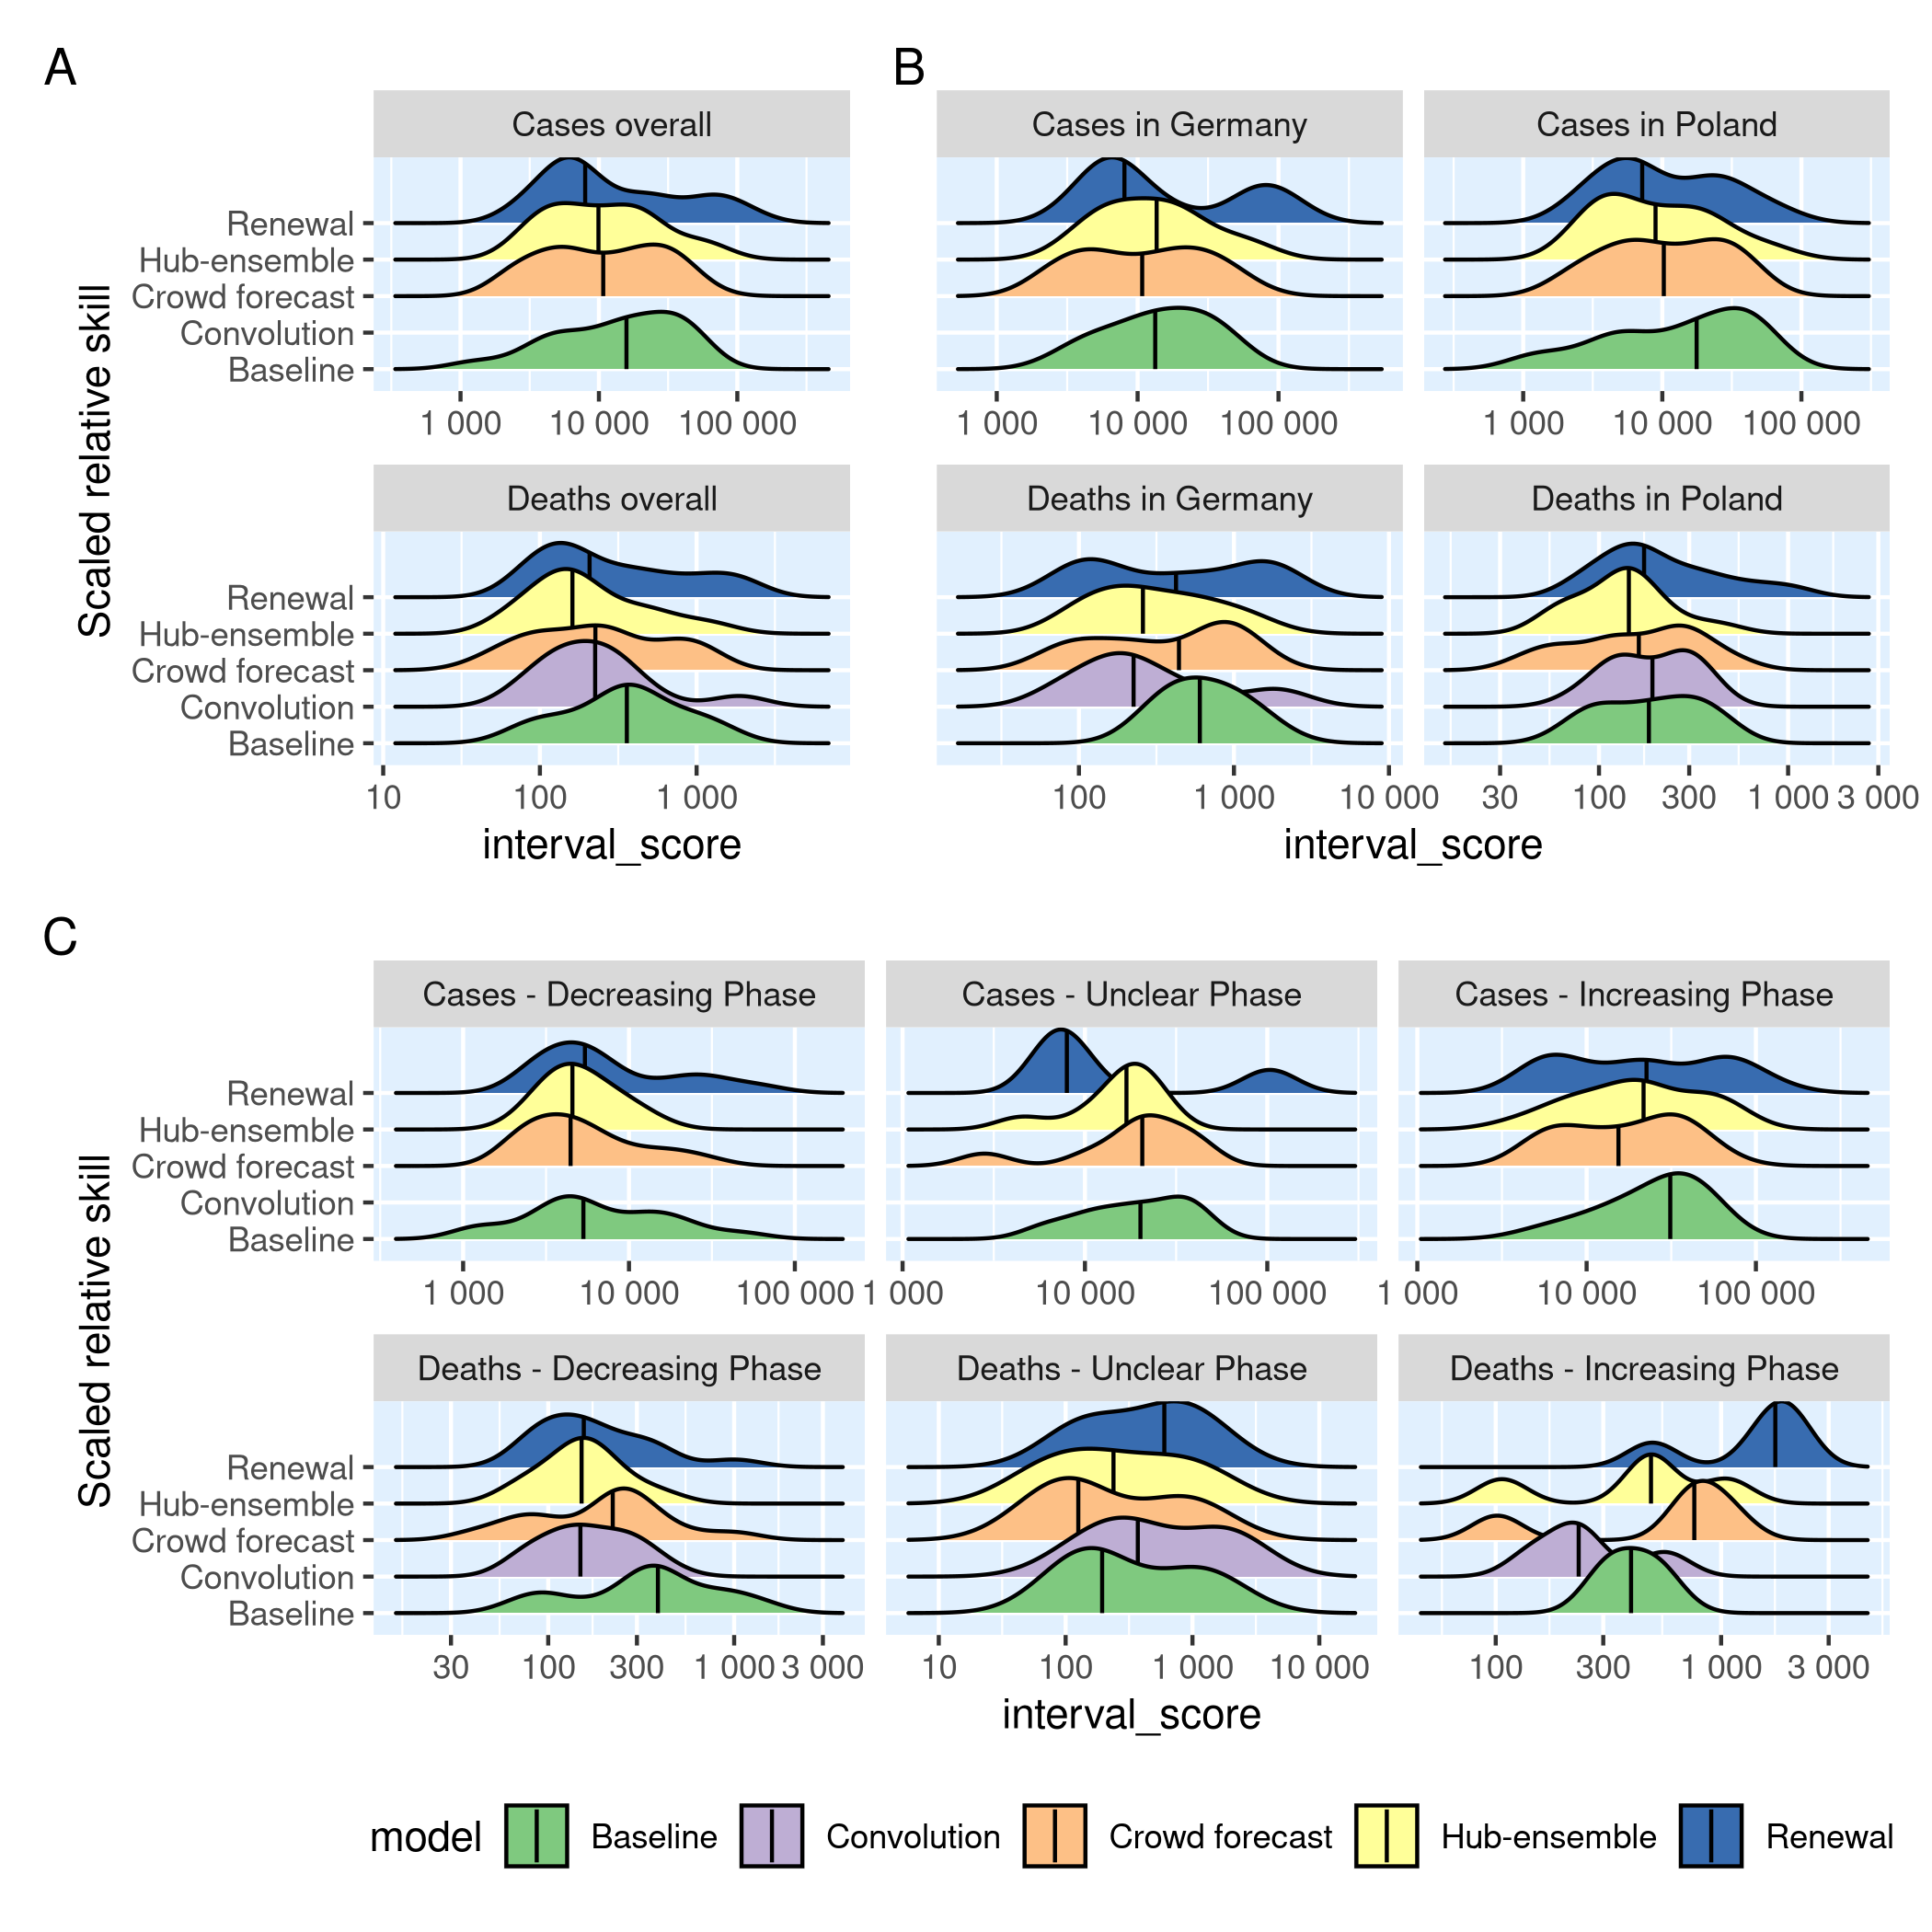 A
B
Cases overall
Cases in Germany
Cases in Poland
Scaled relative skill
Renewal
Hub-ensemble
Crowd forecast
Convolution
Baseline
1 000 10 000 100 000
1 000 10 000 100 000
1 000 10 000 100 000
Deaths overall
Deaths in Germany
Deaths in Poland
Renewal
Hub-ensemble
Crowd forecast
Convolution
Baseline
10 100 1 000
100 1 000 10 000
30 100 300 1 000 3 000
interval_score
interval_score
C
Cases - Decreasing Phase
Cases - Unclear Phase
Cases - Increasing Phase
Scaled relative skill
Renewal
Hub-ensemble
Crowd forecast
Convolution
Baseline
1 000 10 000 100 000
1 000 10 000 100 000
1 000 10 000 100 000
Deaths - Decreasing Phase
Deaths - Unclear Phase
Deaths - Increasing Phase
Renewal
Hub-ensemble
Crowd forecast
Convolution
Baseline
30 100 300 1 000 3 000
10 100 1 000 10 000
100 300 1 000 3 000
interval_score
model Baseline Convolution Crowd forecast Hub-ensemble Renewal